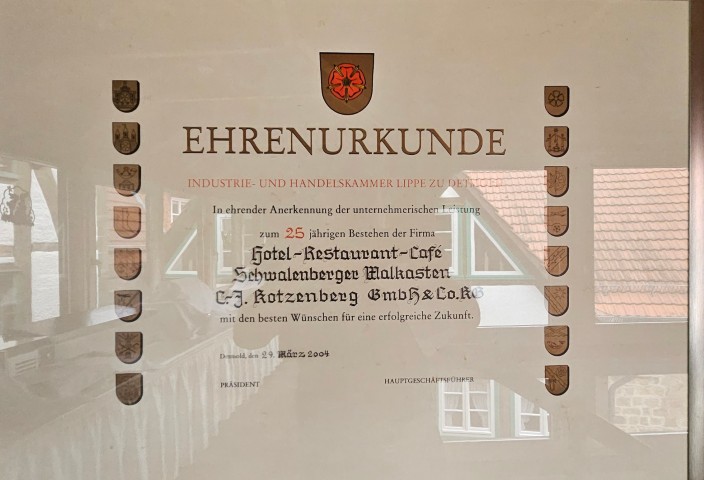 EHRENURKUNDE
INDUSTRIE- UND HANDELSKAMMER LIPPE ZU DETMOLD
In ehrender Anerkennung der unternehmerischen Leistung
zum 25 jährigen Bestehen der Firma
Hotel-Restaurant-Café
Schwalenberger Malkasten
C.-J. Kotzenberg GmbH & Co.KG
mit den besten Wünschen für eine erfolgreiche Zukunft.
Detmold, den 29. März 2004
PRÄSIDENT HAUPTGESCHÄFTSFÜHRER